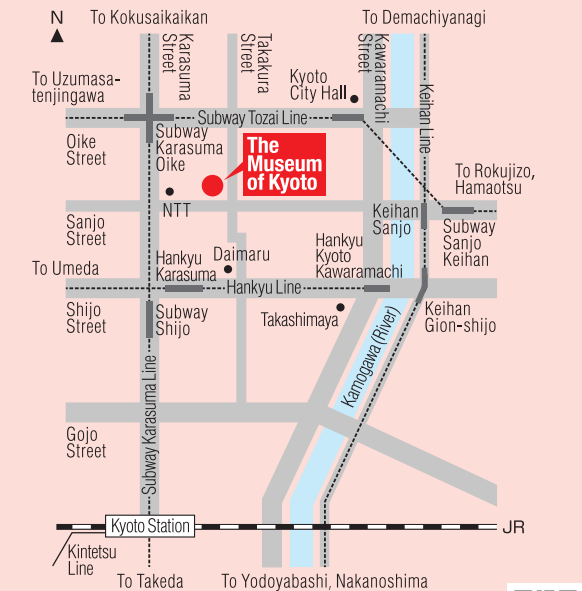 N
To Kokusaikaikan
To Demachiyanagi
Karasuma
Street
Takakura
Street
Kawaramachi
Street
To Uzumasa-
tenjingawa
Kyoto
City Hall
Keihan Line
Subway Tozai Line
Oike
Street
Subway
Karasuma
Oike
The
Museum
of Kyoto
To Rokujizo,
Hamaotsu
NTT
Sanjo
Street
Keihan
Sanjo
Subway
Sanjo
Keihan
To Umeda
Hankyu
Karasuma
Daimaru
Hankyu
Kyoto
Kawaramachi
Hankyu Line
Shijo
Street
Subway
Shijo
Takashimaya
Keihan
Gion-shijo
Kamogawa (River)
Subway Karasuma Line
Gojo
Street
Kyoto Station
JR
Kintetsu
Line
To Takeda
To Yodoyabashi, Nakanoshima